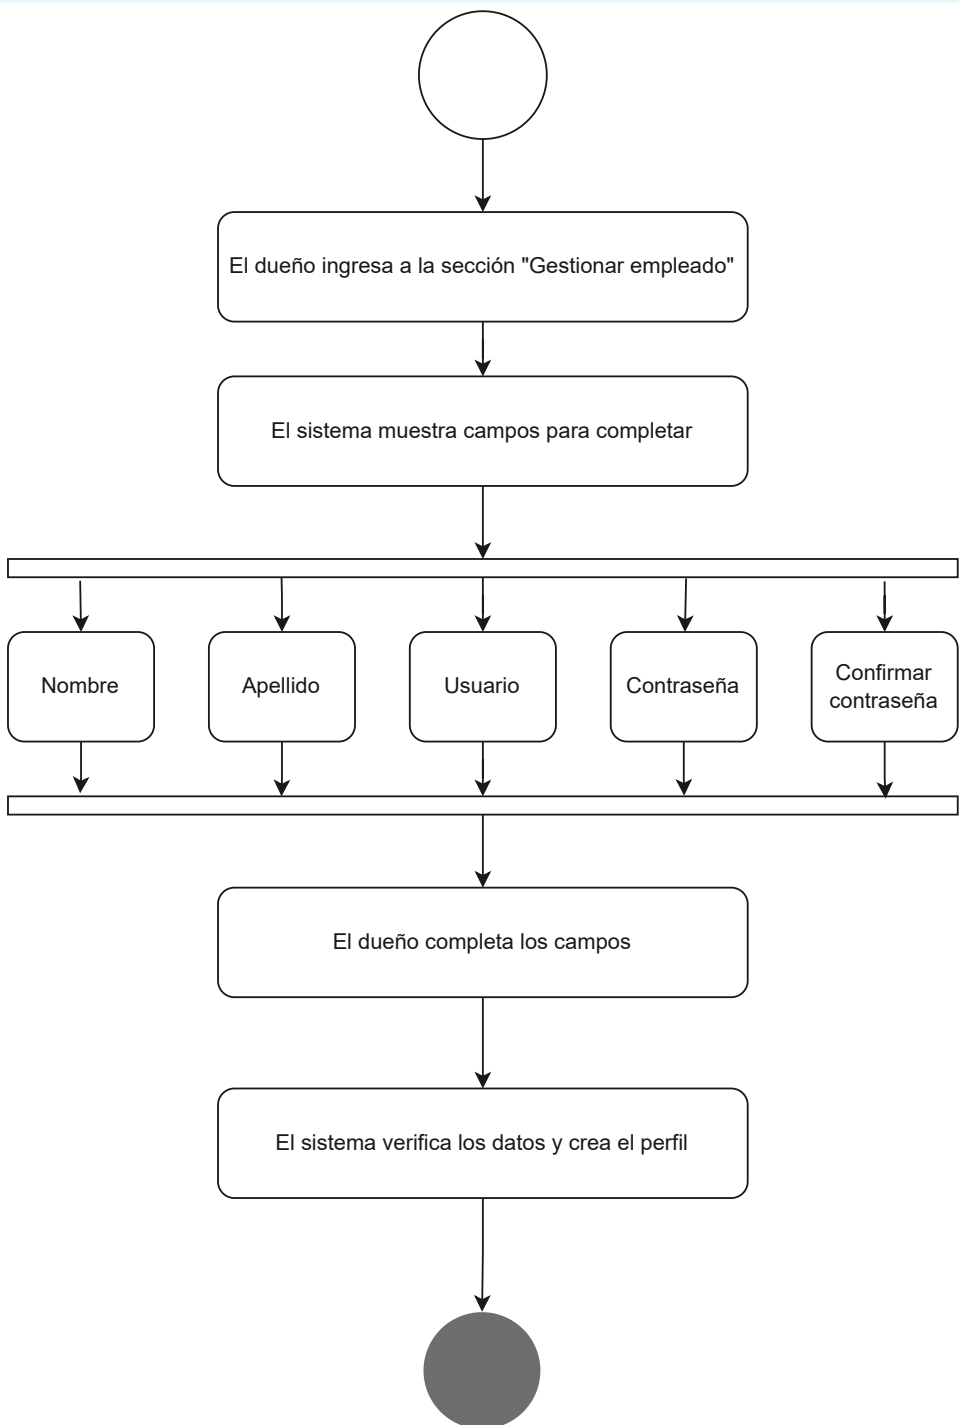 El dueño ingresa a la sección "Gestionar empleado"
El sistema muestra campos para completar
Nombre
Apellido
Usuario
Contraseña
Confirmar
contraseña
El dueño completa los campos
El sistema verifica los datos y crea el perfil